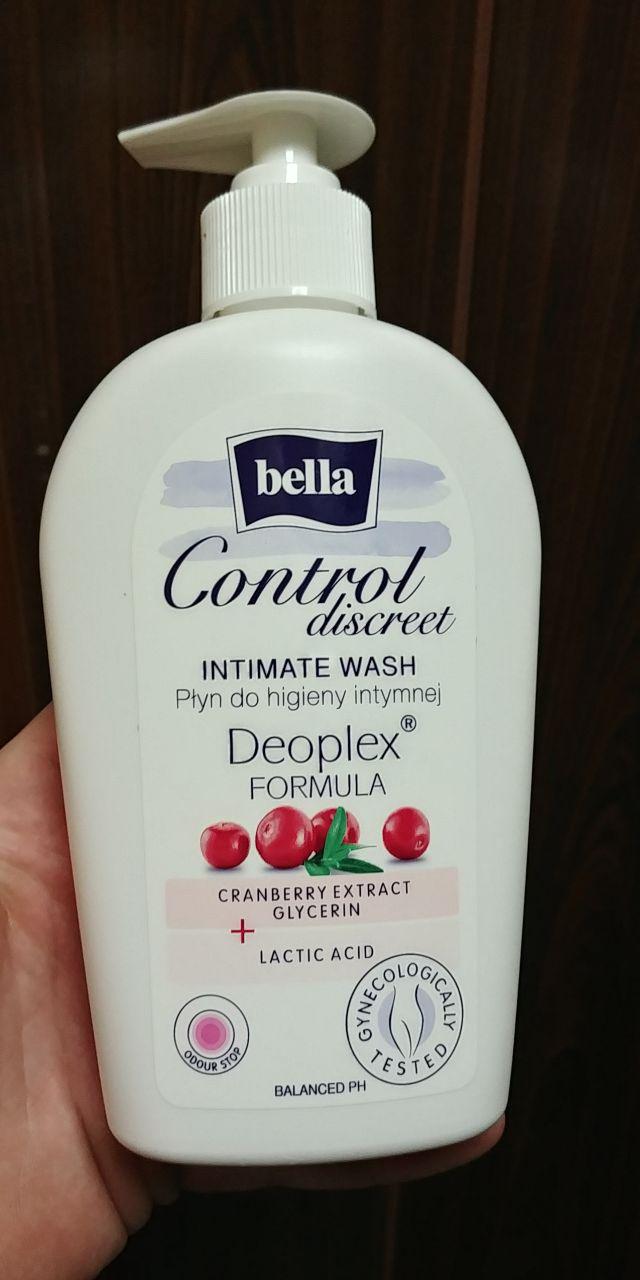 bella
Control
discreet
INTIMATE WASH
Płyn do higieny intymnej
Deoplex®
FORMULA
CRANBERRY EXTRACT
GLYCERIN
+
LACTIC ACID
ODOUR STOP
GYNECOLOGICALLY
TESTED
BALANCED PH